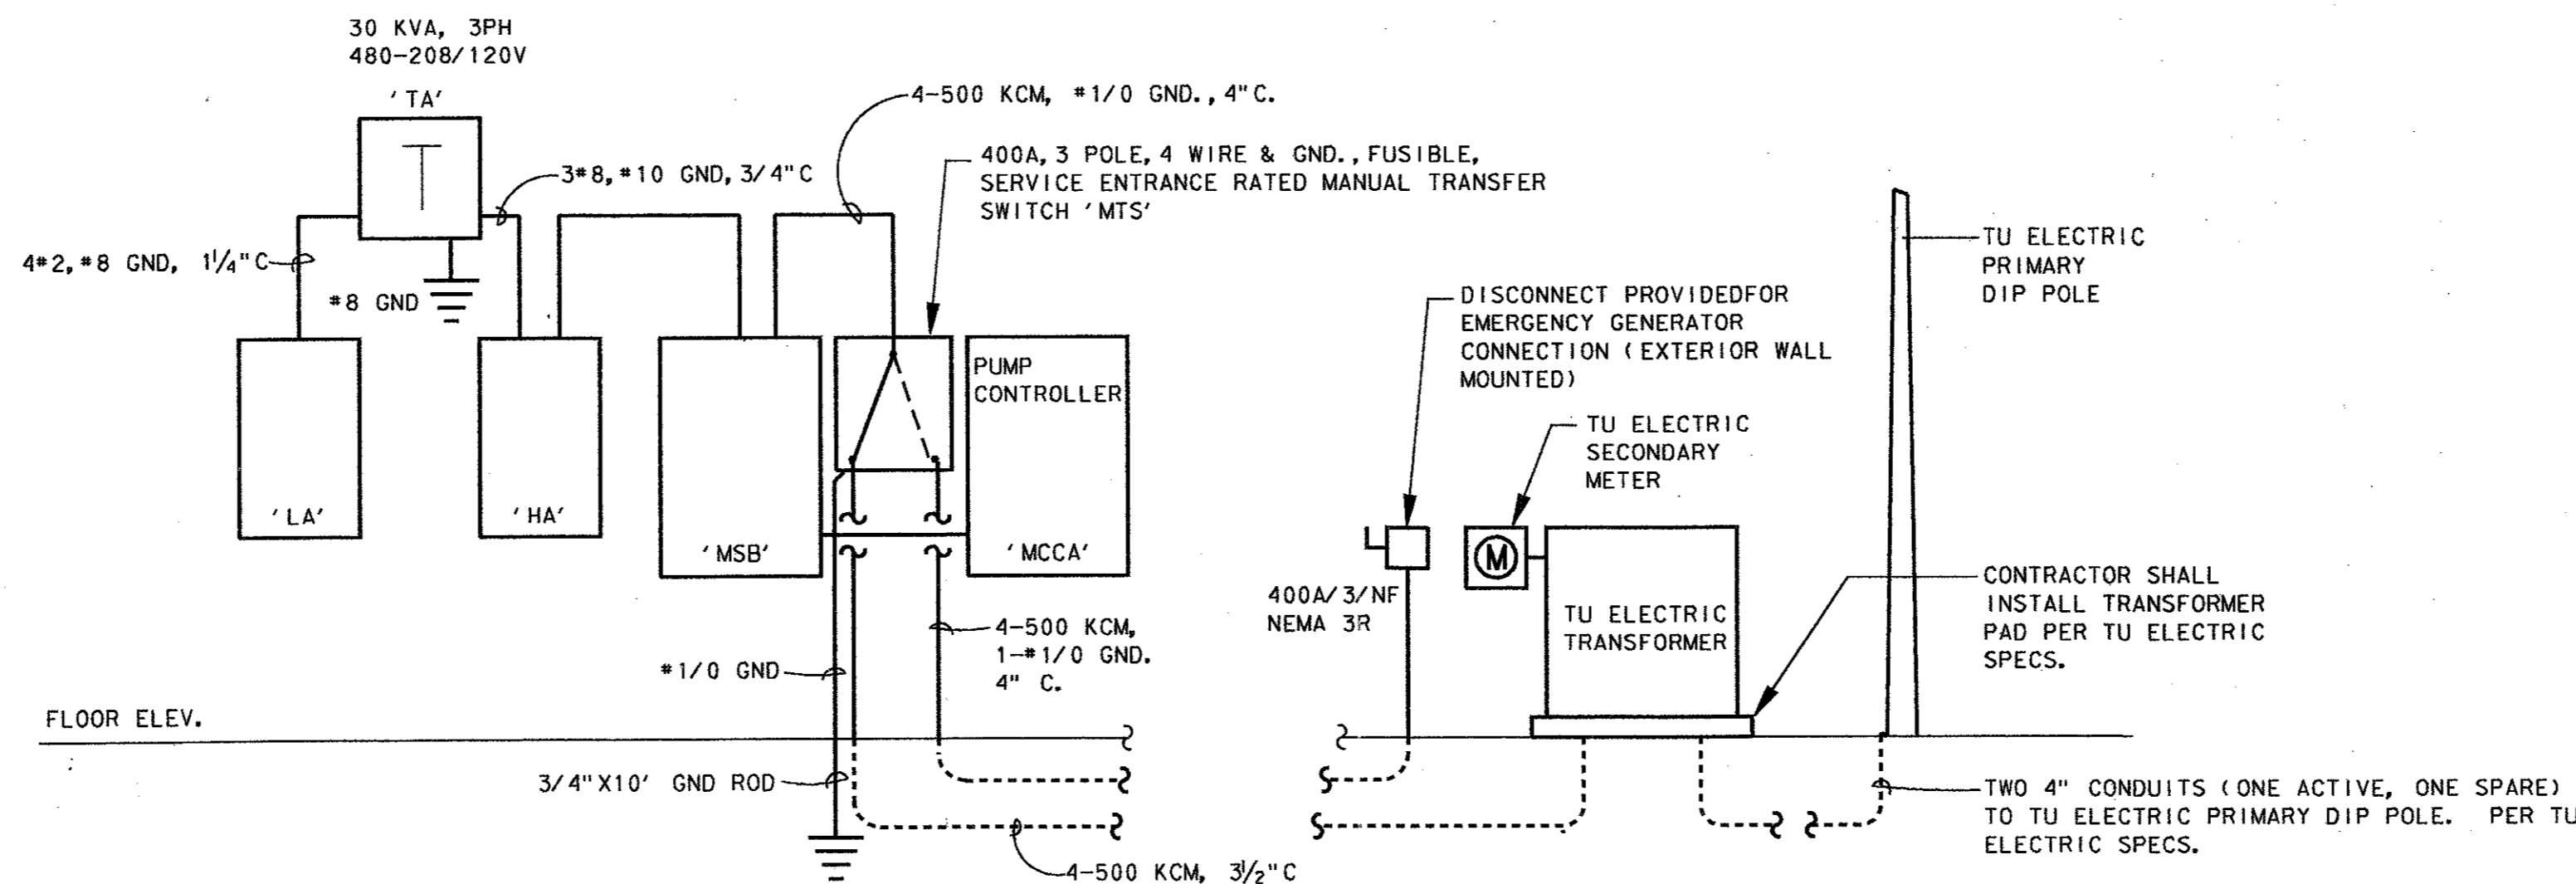 30 KVA, 3PH
480-208/120V
'TA'
T
4-500 KCM, #1/0 GND., 4"C.
400A, 3 POLE, 4 WIRE & GND., FUSIBLE,
SERVICE ENTRANCE RATED MANUAL TRANSFER
SWITCH 'MTS'
3#8, #10 GND, 3/4"C
4#2, #8 GND, 1 1/4"C
#8 GND
TU ELECTRIC
PRIMARY
DIP POLE
DISCONNECT PROVIDEDFOR
EMERGENCY GENERATOR
CONNECTION (EXTERIOR WALL
MOUNTED)
PUMP
CONTROLLER
TU ELECTRIC
SECONDARY
METER
'LA'
'HA'
'MSB'
'MCCA'
M
400A/3/NF
NEMA 3R
TU ELECTRIC
TRANSFORMER
CONTRACTOR SHALL
INSTALL TRANSFORMER
PAD PER TU ELECTRIC
SPECS.
4-500 KCM,
1-#1/0 GND.
4" C.
#1/0 GND
FLOOR ELEV.
3/4"X10' GND ROD
TWO 4" CONDUITS (ONE ACTIVE, ONE SPARE)
TO TU ELECTRIC PRIMARY DIP POLE. PER TU
ELECTRIC SPECS.
4-500 KCM, 3 1/2"C